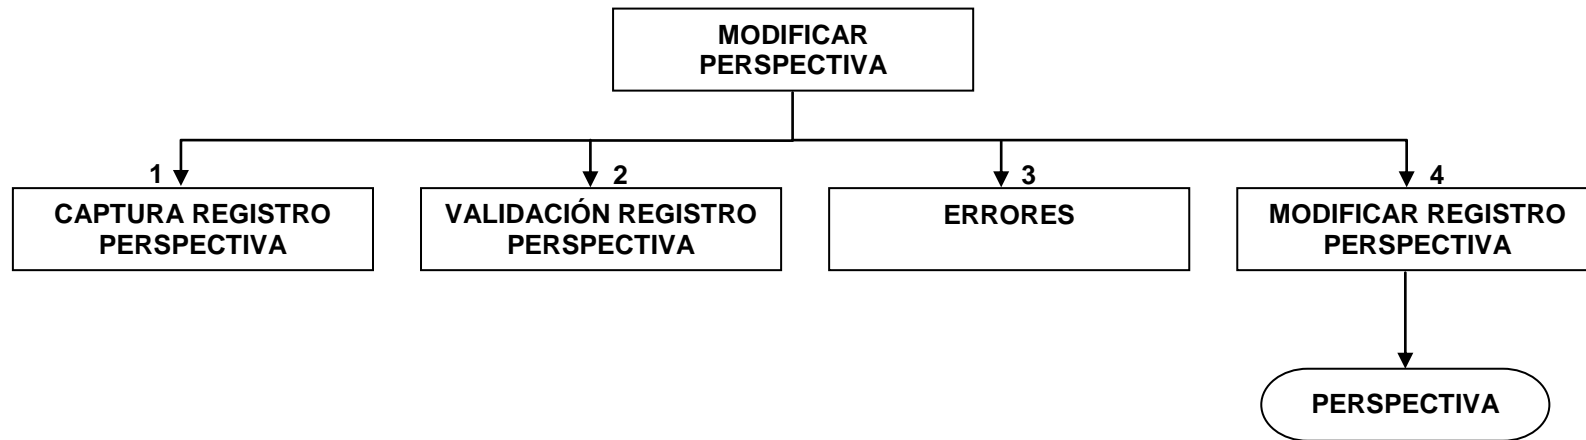 MODIFICAR
PERSPECTIVA
1
2
3
4
CAPTURA REGISTRO
PERSPECTIVA
VALIDACIÓN REGISTRO
PERSPECTIVA
ERRORES
MODIFICAR REGISTRO
PERSPECTIVA
PERSPECTIVA